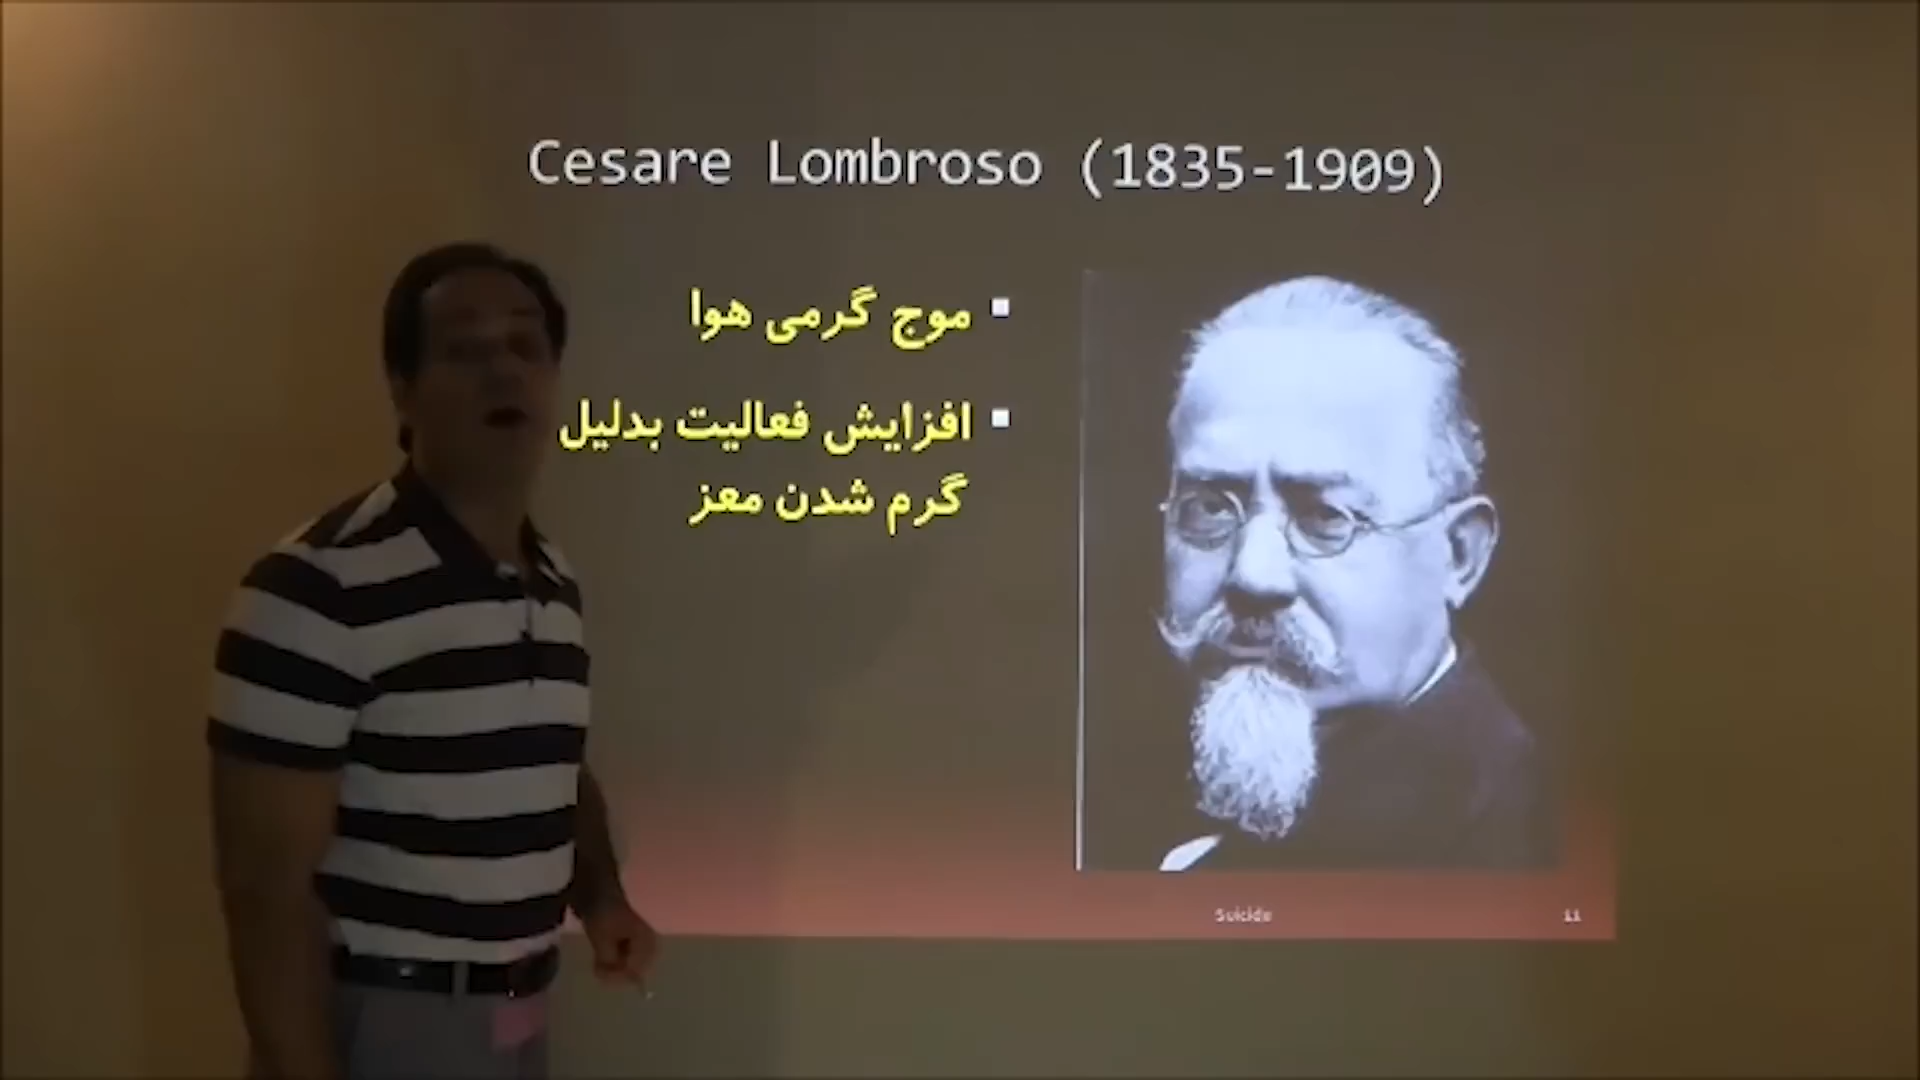 Cesare Lombroso (1835-1909)
▪ موج گرمی هوا
▪ افزایش فعالیت بدلیل
گرم شدن معز
Suicide
11